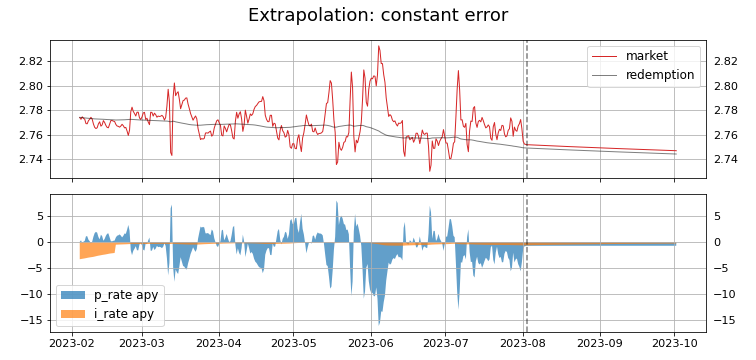 Extrapolation: constant error
2.82 2.82
2.80 2.80
2.78 2.78
2.76 2.76
2.74 2.74
market
redemption
5 5
0 0
−5 −5
−10 −10
−15 −15
p_rate apy
i_rate apy
2023-02 2023-03 2023-04 2023-05 2023-06 2023-07 2023-08 2023-09 2023-10